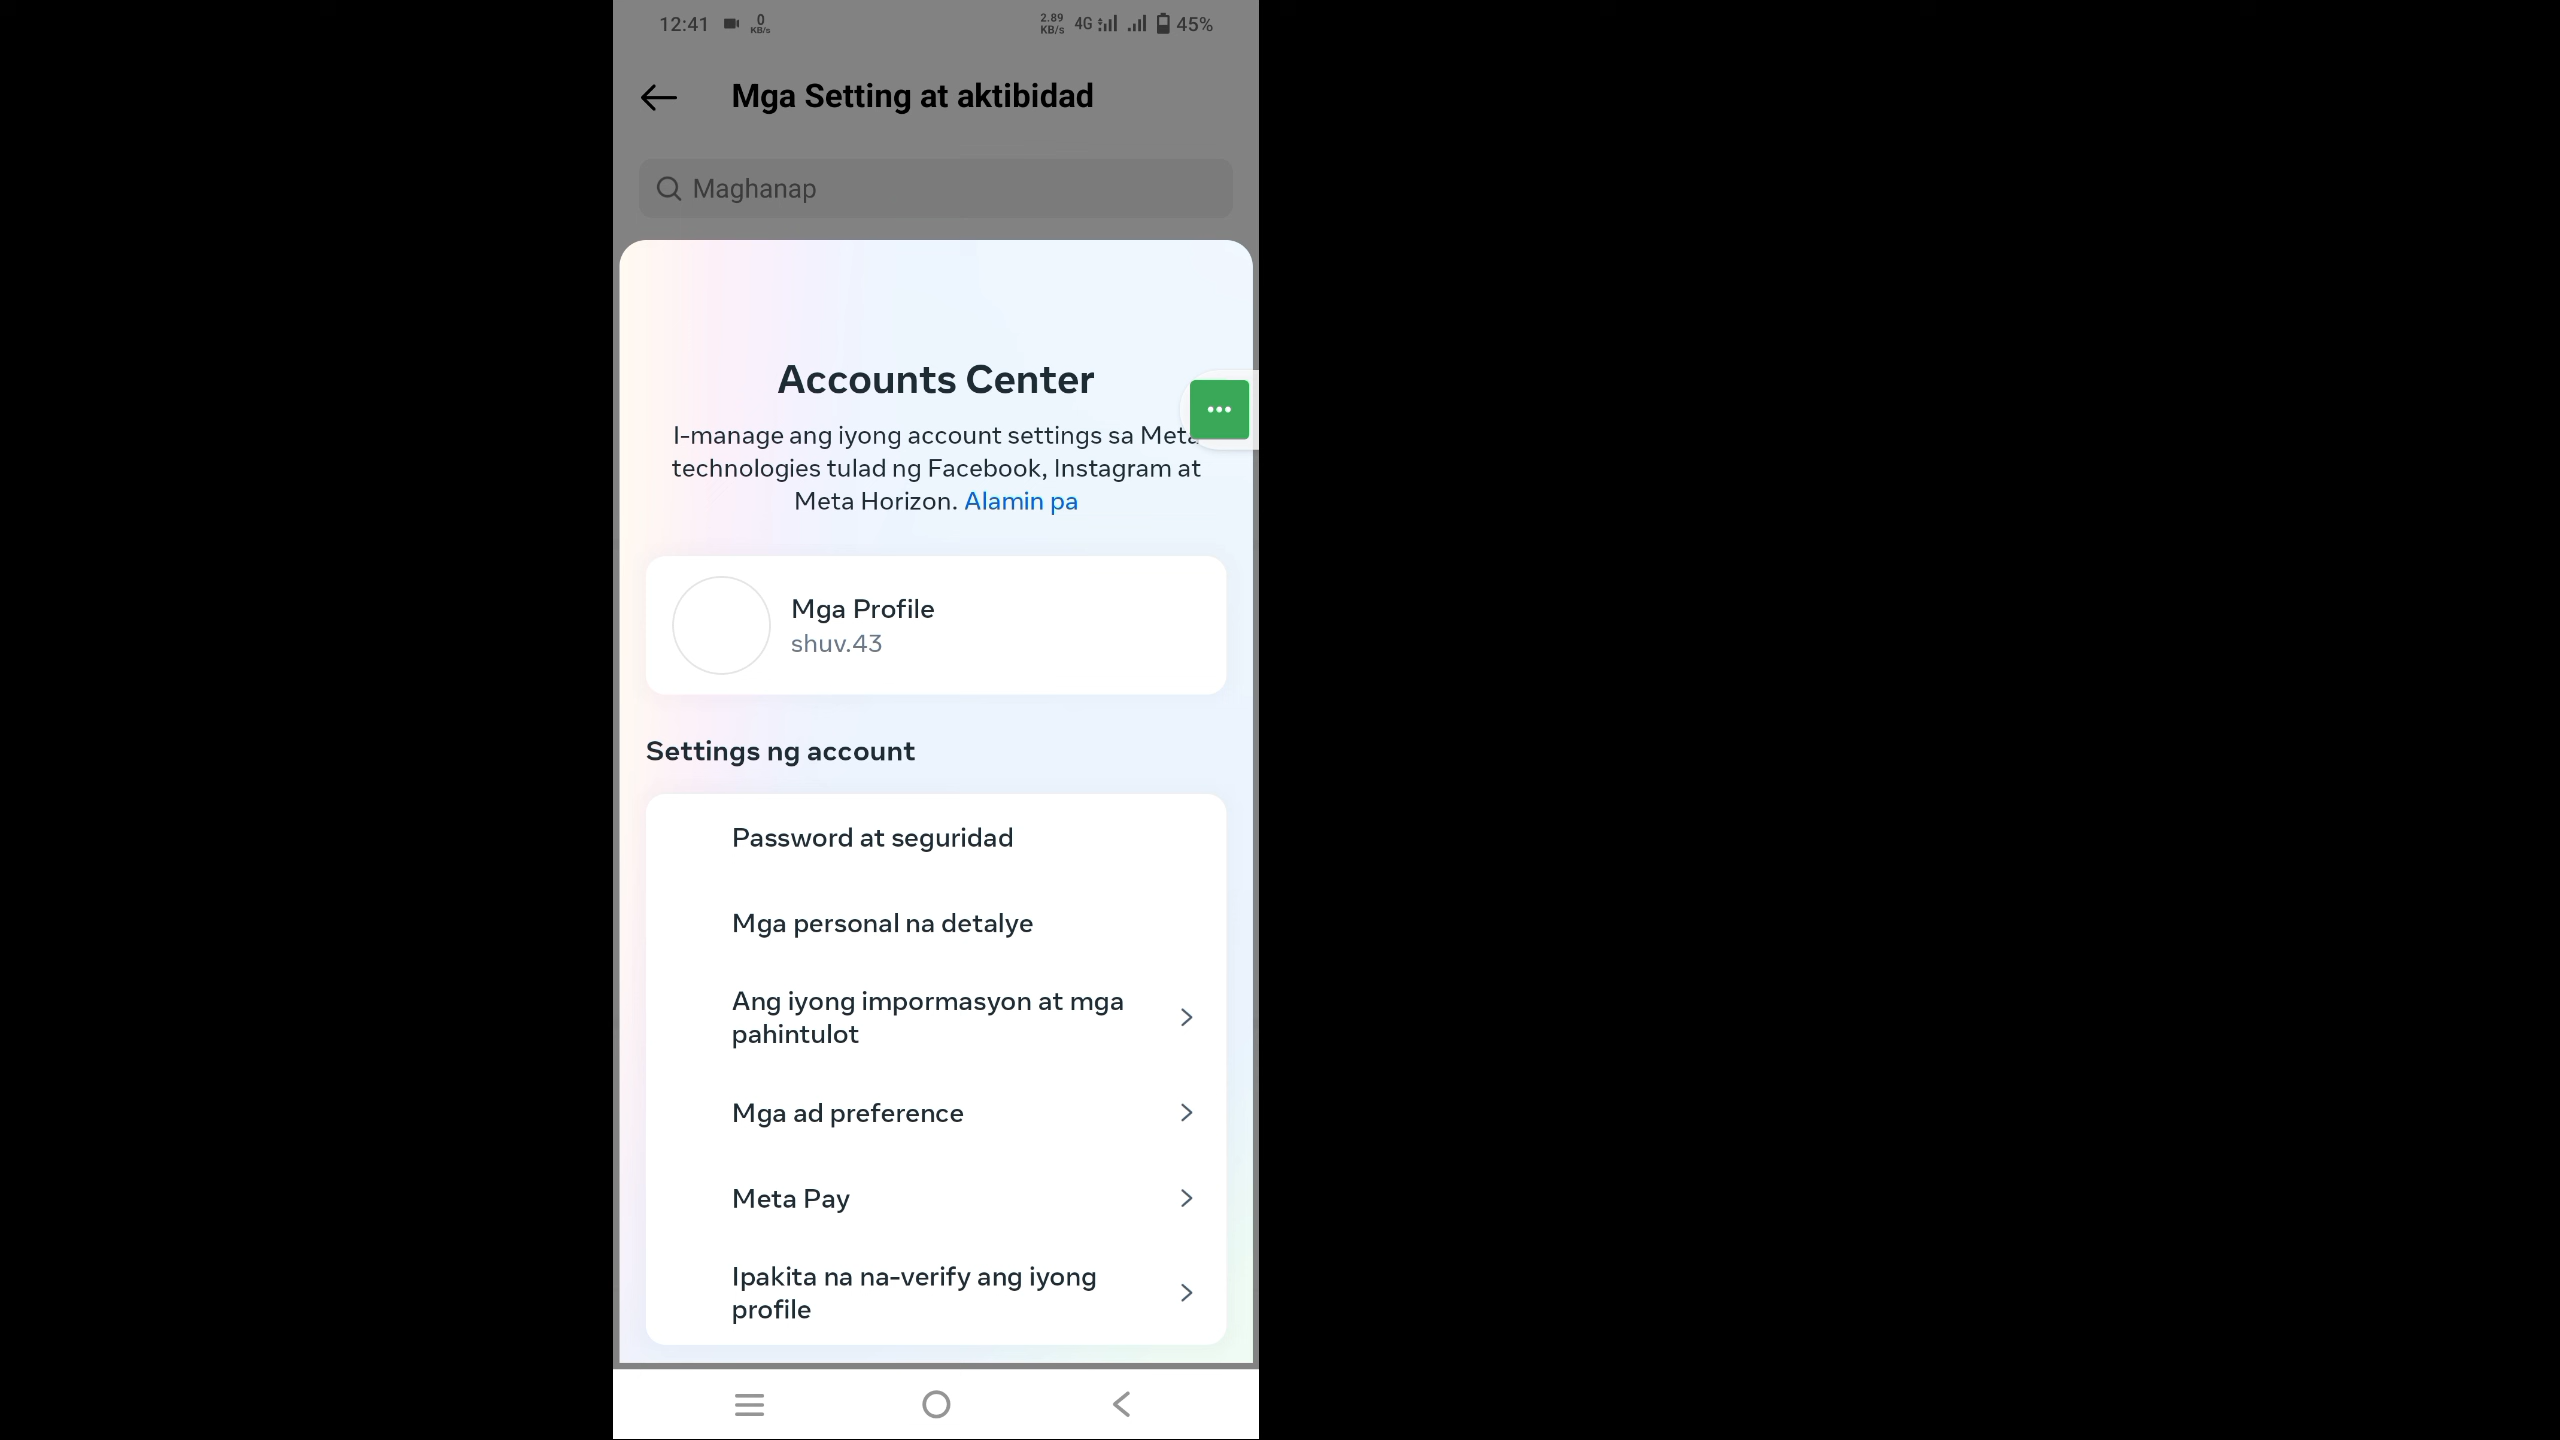 12:41 0 KB/s 2.89 KB/s 4G 45%
Mga Setting at aktibidad
Maghanap
Accounts Center
I-manage ang iyong account settings sa Meta
technologies tulad ng Facebook, Instagram at
Meta Horizon. Alamin pa
Mga Profile
shuv.43
Settings ng account
Password at seguridad
Mga personal na detalye
Ang iyong impormasyon at mga
pahintulot
Mga ad preference
Meta Pay
Ipakita na na-verify ang iyong
profile